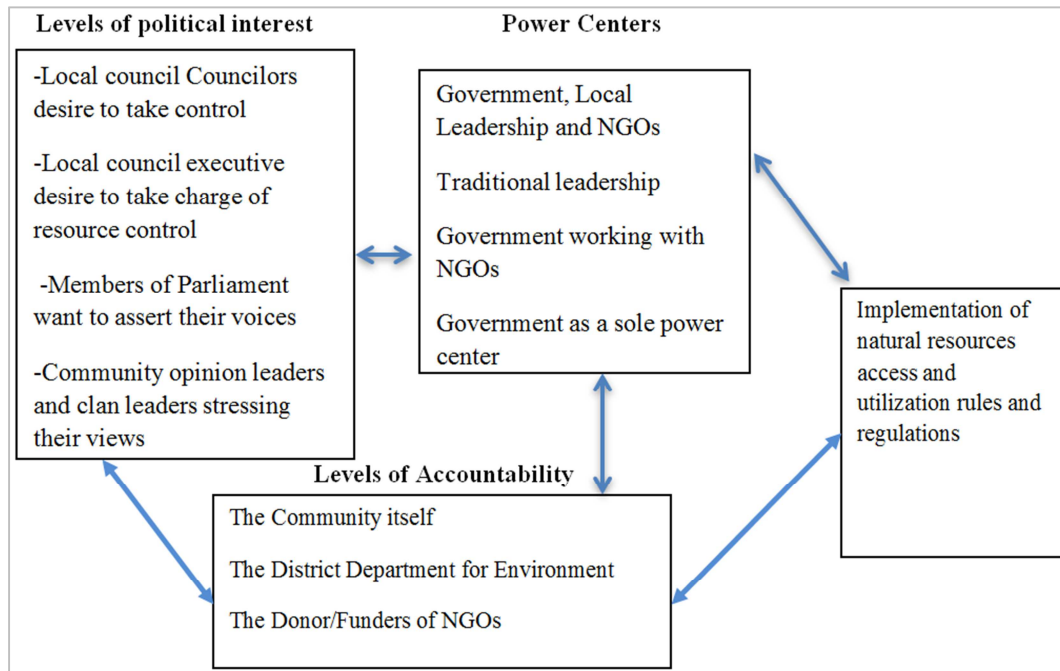 Levels of political interest
-Local council Councilors
desire to take control
-Local council executive
desire to take charge of
resource control
-Members of Parliament
want to assert their voices
-Community opinion leaders
and clan leaders stressing
their views
Power Centers
Government, Local
Leadership and NGOs
Traditional leadership
Government working with
NGOs
Government as a sole power
center
Implementation of
natural resources
access and
utilization rules and
regulations
Levels of Accountability
The Community itself
The District Department for Environment
The Donor/Funders of NGOs